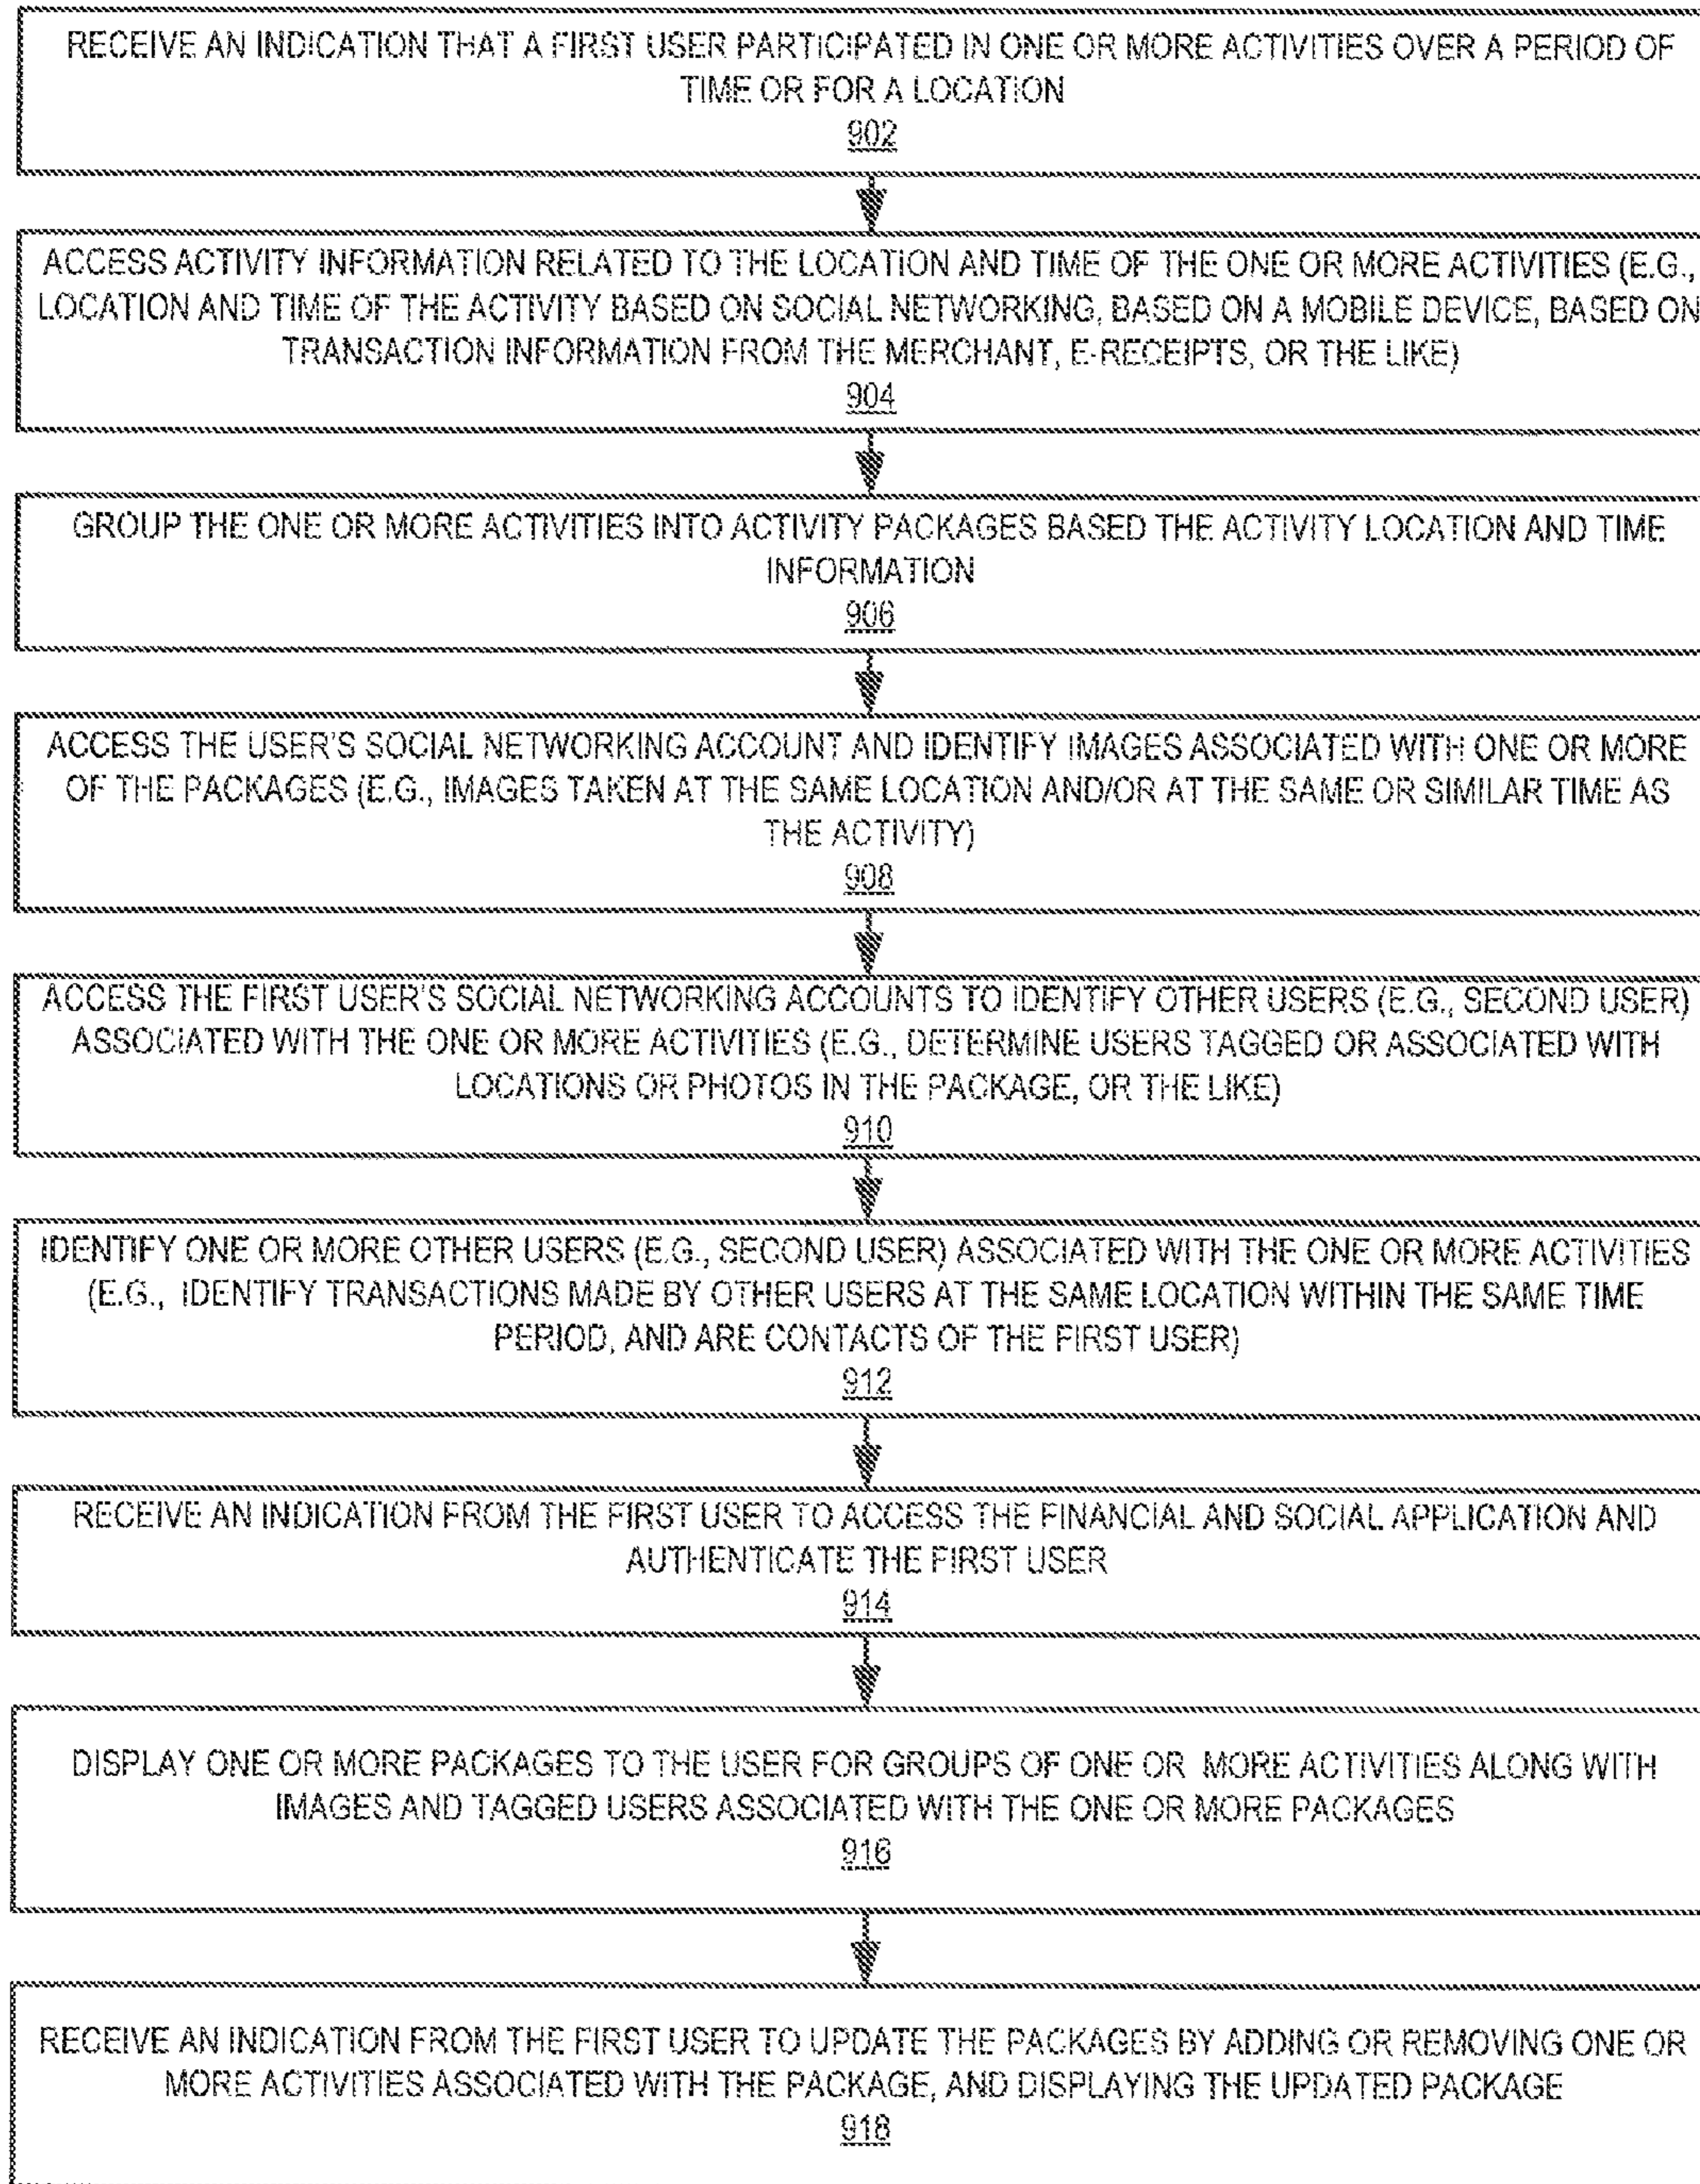 RECEIVE AN INDICATION THAT A FIRST USER PARTICIPATED IN ONE OR MORE ACTIVITIES OVER A PERIOD OF
TIME OR FOR A LOCATION
902
ACCESS ACTIVITY INFORMATION RELATED TO THE LOCATION AND TIME OF THE ONE OR MORE ACTIVITIES (E.G.,
LOCATION AND TIME OF THE ACTIVITY BASED ON SOCIAL NETWORKING, BASED ON A MOBILE DEVICE, BASED ON
TRANSACTION INFORMATION FROM THE MERCHANT, E-RECEIPTS, OR THE LIKE)
904
GROUP THE ONE OR MORE ACTIVITIES INTO ACTIVITY PACKAGES BASED THE ACTIVITY LOCATION AND TIME
INFORMATION
906
ACCESS THE USER'S SOCIAL NETWORKING ACCOUNT AND IDENTIFY IMAGES ASSOCIATED WITH ONE OR MORE
OF THE PACKAGES (E.G., IMAGES TAKEN AT THE SAME LOCATION AND/OR AT THE SAME OR SIMILAR TIME AS
THE ACTIVITY)
908
ACCESS THE FIRST USER'S SOCIAL NETWORKING ACCOUNTS TO IDENTIFY OTHER USERS (E.G., SECOND USER)
ASSOCIATED WITH THE ONE OR MORE ACTIVITIES (E.G., DETERMINE USERS TAGGED OR ASSOCIATED WITH
LOCATIONS OR PHOTOS IN THE PACKAGE, OR THE LIKE)
910
IDENTIFY ONE OR MORE OTHER USERS (E.G., SECOND USER) ASSOCIATED WITH THE ONE OR MORE ACTIVITIES
(E.G., IDENTIFY TRANSACTIONS MADE BY OTHER USERS AT THE SAME LOCATION WITHIN THE SAME TIME
PERIOD, AND ARE CONTACTS OF THE FIRST USER)
912
RECEIVE AN INDICATION FROM THE FIRST USER TO ACCESS THE FINANCIAL AND SOCIAL APPLICATION AND
AUTHENTICATE THE FIRST USER
914
DISPLAY ONE OR MORE PACKAGES TO THE USER FOR GROUPS OF ONE OR MORE ACTIVITIES ALONG WITH
IMAGES AND TAGGED USERS ASSOCIATED WITH THE ONE OR MORE PACKAGES
916
RECEIVE AN INDICATION FROM THE FIRST USER TO UPDATE THE PACKAGES BY ADDING OR REMOVING ONE OR
MORE ACTIVITIES ASSOCIATED WITH THE PACKAGE, AND DISPLAYING THE UPDATED PACKAGE
918